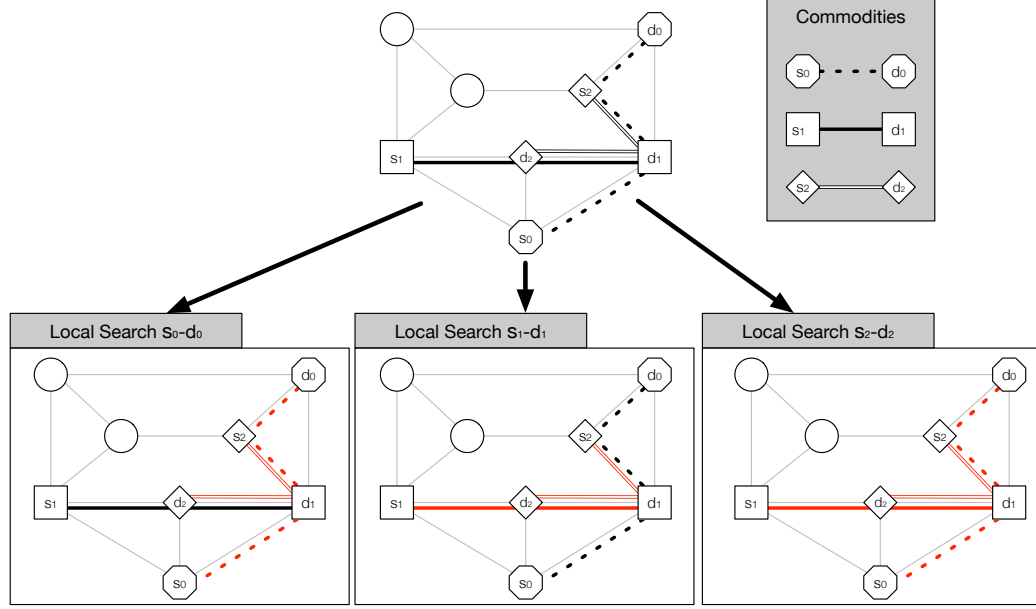 Commodities
d₀
s₀ d₀
s₂
s₁ d₁
s₁ d₂ d₁
s₂ d₂
s₀
Local Search s₀-d₀
Local Search s₁-d₁
Local Search s₂-d₂
d₀
s₂
s₁ d₂ d₁
s₀
d₀
s₂
s₁ d₂ d₁
s₀
d₀
s₂
s₁ d₂ d₁
s₀